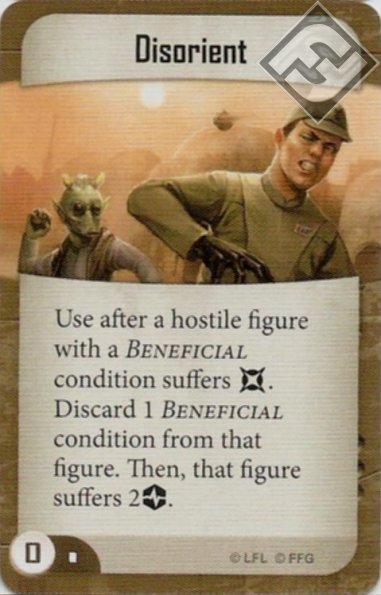 Disorient
Use after a hostile figure
with a BENEFICIAL
condition suffers .
Discard 1 BENEFICIAL
condition from that
figure. Then, that figure
suffers 2 .
0
© LFL © FFG